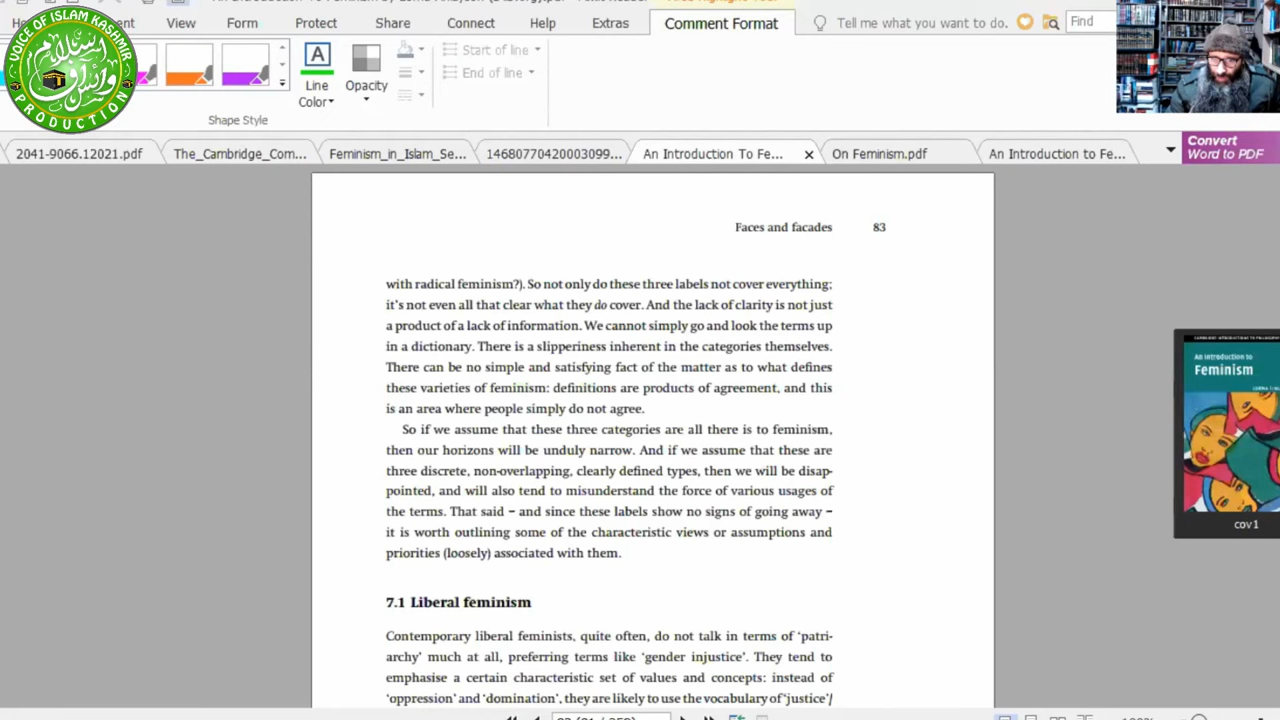 View
Form
Protect
Share
Connect
Help
Extras
Comment Format
Tell me what you want to do.
Find
Line
Color
Opacity
Start of line
End of line
Shape Style
VOICE OF ISLAM KASHMIR
PRODUCTION
2041-9066.12021.pdf
The_Cambridge_Com...
Feminism_in_Islam_Se...
14680770420003099...
An Introduction To Fe...
On Feminism.pdf
An Introduction to Fe...
Convert
Word to PDF
Faces and facades 83
with radical feminism?). So not only do these three labels not cover everything;
it's not even all that clear what they do cover. And the lack of clarity is not just
a product of a lack of information. We cannot simply go and look the terms up
in a dictionary. There is a slipperiness inherent in the categories themselves.
There can be no simple and satisfying fact of the matter as to what defines
these varieties of feminism: definitions are products of agreement, and this
is an area where people simply do not agree.
So if we assume that these three categories are all there is to feminism,
then our horizons will be unduly narrow. And if we assume that these are
three discrete, non-overlapping, clearly defined types, then we will be disap-
pointed, and will also tend to misunderstand the force of various usages of
the terms. That said – and since these labels show no signs of going away –
it is worth outlining some of the characteristic views or assumptions and
priorities (loosely) associated with them.
7.1 Liberal feminism
Contemporary liberal feminists, quite often, do not talk in terms of 'patri-
archy' much at all, preferring terms like 'gender injustice'. They tend to
emphasise a certain characteristic set of values and concepts: instead of
'oppression' and 'domination', they are likely to use the vocabulary of 'justice'/
An Introduction to
Feminism
cov1